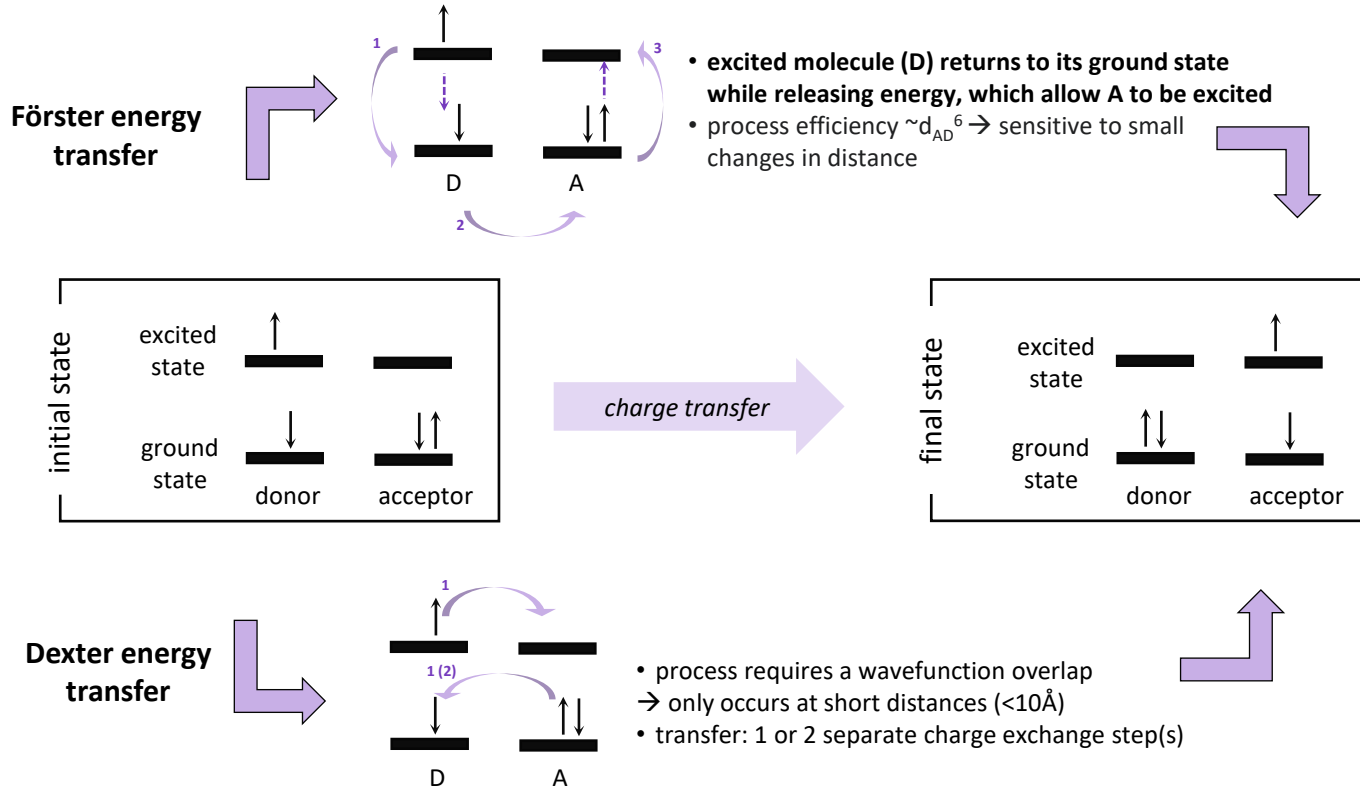 Förster energy
transfer
1
3
D
A
2
• excited molecule (D) returns to its ground state
while releasing energy, which allow A to be excited
• process efficiency ~d_AD^6 → sensitive to small
changes in distance
initial state
excited
state
ground
state
donor
acceptor
charge transfer
final state
excited
state
ground
state
donor
acceptor
Dexter energy
transfer
1
1 (2)
D
A
• process requires a wavefunction overlap
→ only occurs at short distances (<10Å)
• transfer: 1 or 2 separate charge exchange step(s)